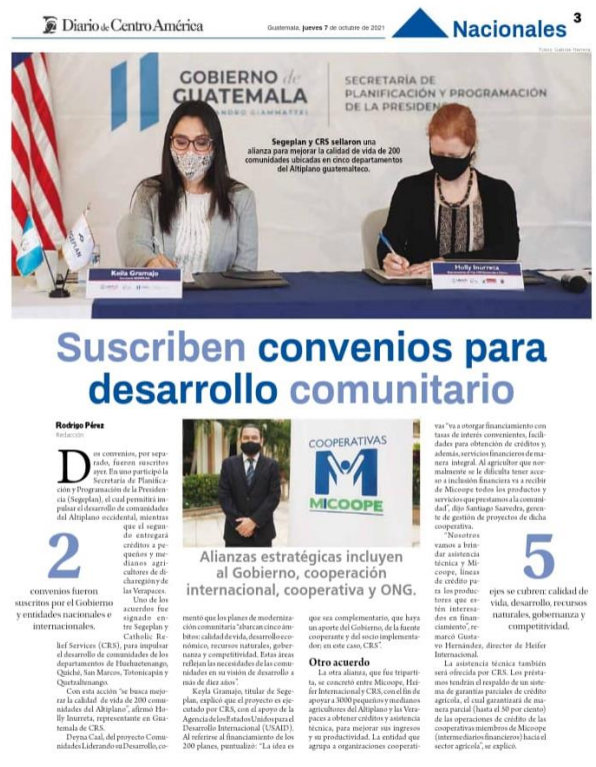 Diario de Centro América
Guatemala, jueves 7 de octubre de 2021
Nacionales
3
GOBIERNO de
GUATEMALA
SECRETARÍA DE
PLANIFICACIÓN Y PROGRAMACIÓN
DE LA PRESIDEN
Segeplan y CRS sellaron una
alianza para mejorar la calidad de vida de 200
comunidades ubicadas en cinco departamentos
del Altiplano guatemalteco.
SEGEPLAN
Keila Gramajo
Holly Inurreta
Suscriben convenios para
desarrollo comunitario
Rodrigo Pérez
Redacción
Dos convenios, por sepa-
rado, fueron suscritos
ayer. En uno participó la
Secretaría de Planifica-
ción y Programación de la Presiden-
cia (Segeplan), el cual permitirá im-
pulsar el desarrollo de comunidades
del Altiplano occidental, mientras
que el segun-
do entregará
créditos a pe-
queños y me-
dianos agri-
cultores de di-
cha región y de
las Verapaces.
Uno de los
acuerdos fue
signado entre
Segeplan y
Catholic Re-
lief Services (CRS), para impulsar
el desarrollo de comunidades de los
departamentos de Huehuetenango,
Quiché, San Marcos, Totonicapán y
Quetzaltenango.
Con esta acción "se busca mejo-
rar la calidad de vida de 200 comu-
nidades del Altiplano", afirmó Ho-
lly Inurreta, representante en Gua-
temala de CRS.
Deyna Caal, del proyecto Comu-
nidades Liderando su Desarrollo, co-
2
convenios fueron
suscritos por el Gobierno
y entidades nacionales e
internacionales.
COOPERATIVAS
MICOOPE
Alianzas estratégicas incluyen
al Gobierno, cooperación
internacional, cooperativa y ONG.
mentó que los planes de moderniza-
ción comunitaria "abarcan cinco ám-
bitos: calidad de vida, desarrollo eco-
nómico, recursos naturales, gober-
nanza y competitividad. Estas áreas
reflejan las necesidades de las comu-
nidades en su visión de desarrollo a
más de diez años".
Keyla Gramajo, titular de Sege-
plan, explicó que el proyecto es eje-
cutado por CRS, con el apoyo de la
Agencia de los Estados Unidos para el
Desarrollo Internacional (USAID).
Al referirse al financiamiento de los
200 planes, puntualizó: "La idea es
que sea complementario, que haya
un aporte del Gobierno, de la fuente
cooperante y del socio implementa-
dor; en este caso, CRS".
Otro acuerdo
La otra alianza, que fue triparti-
ta, se concretó entre Micoope, Hei-
fer Internacional y CRS, con el fin de
apoyar a 3000 pequeños y medianos
agricultores del Altiplano y las Vera-
paces a obtener créditos y asistencia
técnica, para mejorar sus ingresos
y su productividad. La entidad que
agrupa a organizaciones cooperati-
vas "va a otorgar financiamiento con
tasas de interés convenientes, facili-
dades para obtención de créditos y,
además, servicios financieros de ma-
nera integral. Al agricultor que nor-
malmente se le dificulta tener acce-
so a inclusión financiera va a recibir
de Micoope todos los productos y
servicios que prestamos a la comuni-
dad", dijo Santiago Saavedra, geren-
te de gestión de proyectos de dicha
cooperativa.
"Nosotros
vamos a brin-
dar asistencia
técnica y Mi-
coope, líneas
de crédito pa-
ra los produc-
tores que es-
tén interesa-
dos en finan-
ciamiento", re-
marcó Gustavo
Hernández, director de Heifer
Internacional.
La asistencia técnica también
será ofrecida por CRS. Los présta-
mos tendrán el respaldo de un siste-
ma de garantías parciales de crédito
agrícola, el cual garantizará de ma-
nera parcial (hasta el 50 por ciento)
de las operaciones de crédito de las
cooperativas miembros de Micoope
(intermediarios financieros) hacia el
sector agrícola", se explicó.
5
ejes se cubren: calidad de
vida, desarrollo, recursos
naturales, gobernanza y
competitividad.